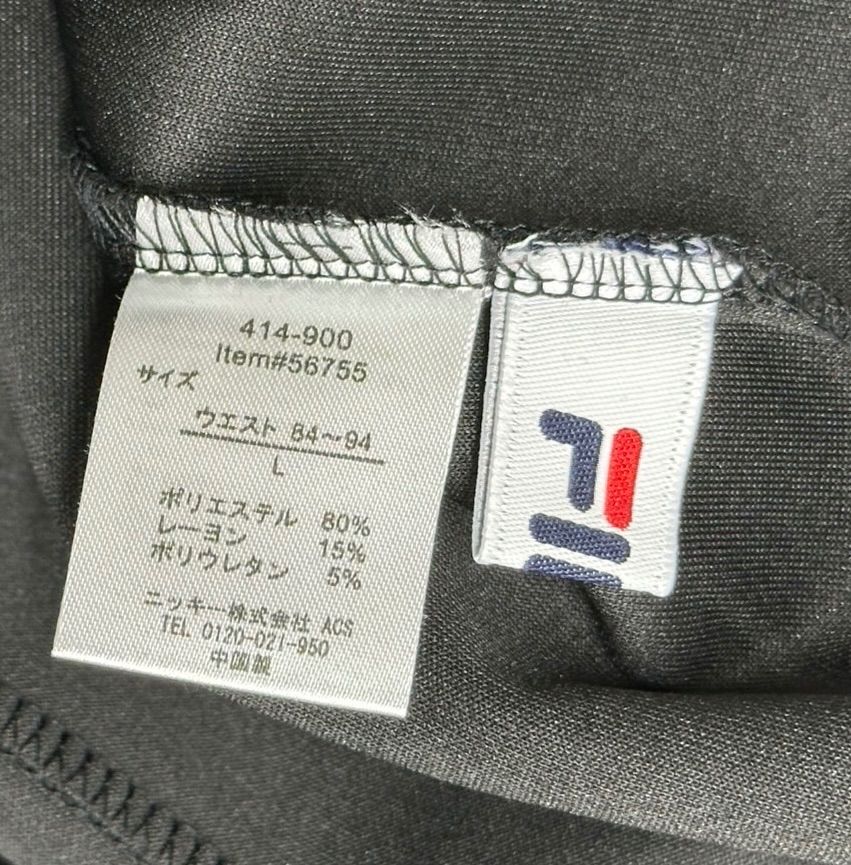 414-900
Item#56755
サイズ
ウエスト 84～94
L
ポリエステル 80%
レーヨン 15%
ポリウレタン 5%
ニッキー株式会社 ACS
TEL 0120-021-950
中国製
FILA